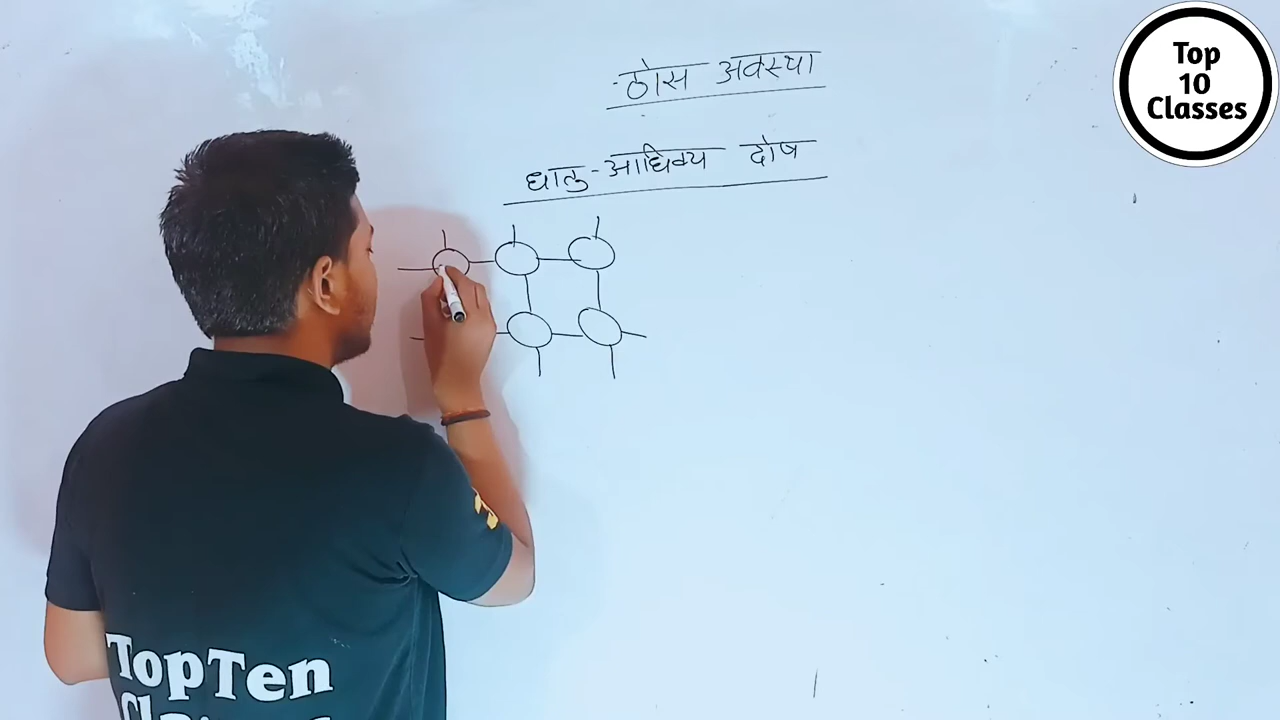 ठोस अवस्था
धातु-आधिक्य दोष
Top
10
Classes
TopTen